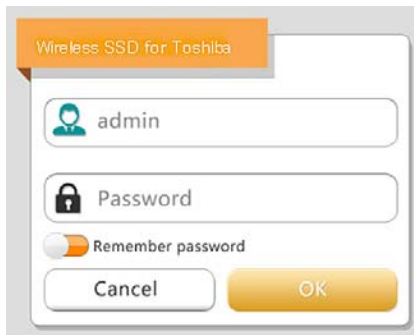 Wireless SSD for Toshiba
admin
Password
Remember password
Cancel OK